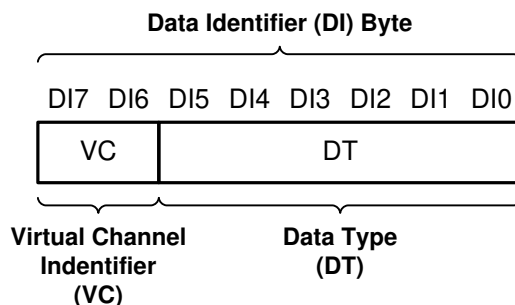 Data Identifier (DI) Byte
DI7 DI6 DI5 DI4 DI3 DI2 DI1 DI0
VC DT
Virtual Channel Data Type
Indentifier (DT)
(VC)